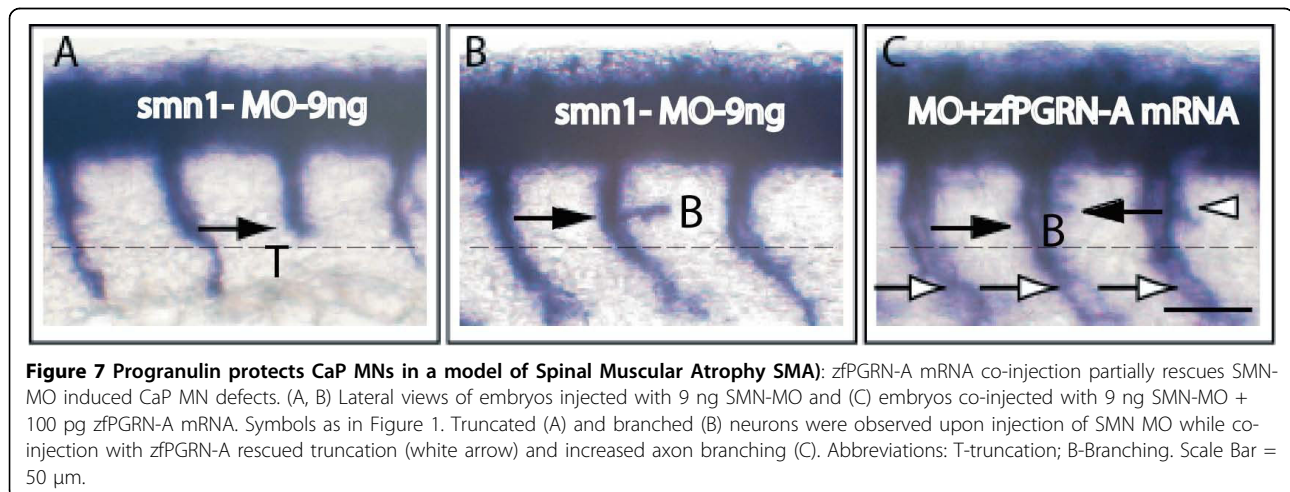 A
smn1- MO-9ng
T
B
smn1- MO-9ng
B
C
MO+zfPGRN-A mRNA
B
Figure 7 Progranulin protects CaP MNs in a model of Spinal Muscular Atrophy SMA): zfPGRN-A mRNA co-injection partially rescues SMN-
MO induced CaP MN defects. (A, B) Lateral views of embryos injected with 9 ng SMN-MO and (C) embryos co-injected with 9 ng SMN-MO +
100 pg zfPGRN-A mRNA. Symbols as in Figure 1. Truncated (A) and branched (B) neurons were observed upon injection of SMN MO while co-
injection with zfPGRN-A rescued truncation (white arrow) and increased axon branching (C). Abbreviations: T-truncation; B-Branching. Scale Bar =
50 μm.